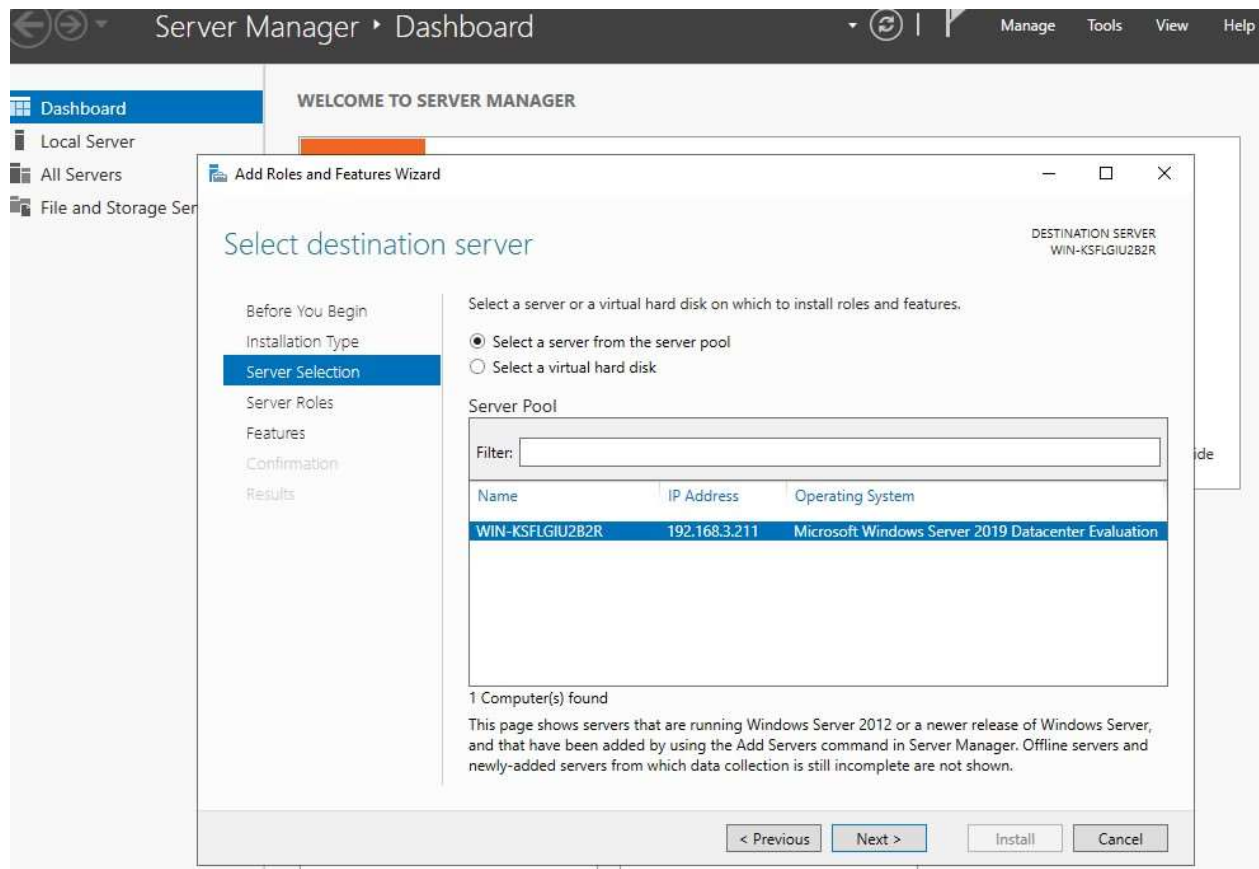 Server Manager ‣ Dashboard
Manage
Tools
View
Help
Dashboard
Local Server
All Servers
File and Storage Ser
WELCOME TO SERVER MANAGER
Add Roles and Features Wizard
Select destination server
DESTINATION SERVER
WIN-KSFLGIU2B2R
Before You Begin
Installation Type
Server Selection
Server Roles
Features
Confirmation
Results
Select a server or a virtual hard disk on which to install roles and features.
Select a server from the server pool
Select a virtual hard disk
Server Pool
Filter:
Name IP Address Operating System
WIN-KSFLGIU2B2R 192.168.3.211 Microsoft Windows Server 2019 Datacenter Evaluation
1 Computer(s) found
This page shows servers that are running Windows Server 2012 or a newer release of Windows Server,
and that have been added by using the Add Servers command in Server Manager. Offline servers and
newly-added servers from which data collection is still incomplete are not shown.
< Previous
Next >
Install
Cancel
ide